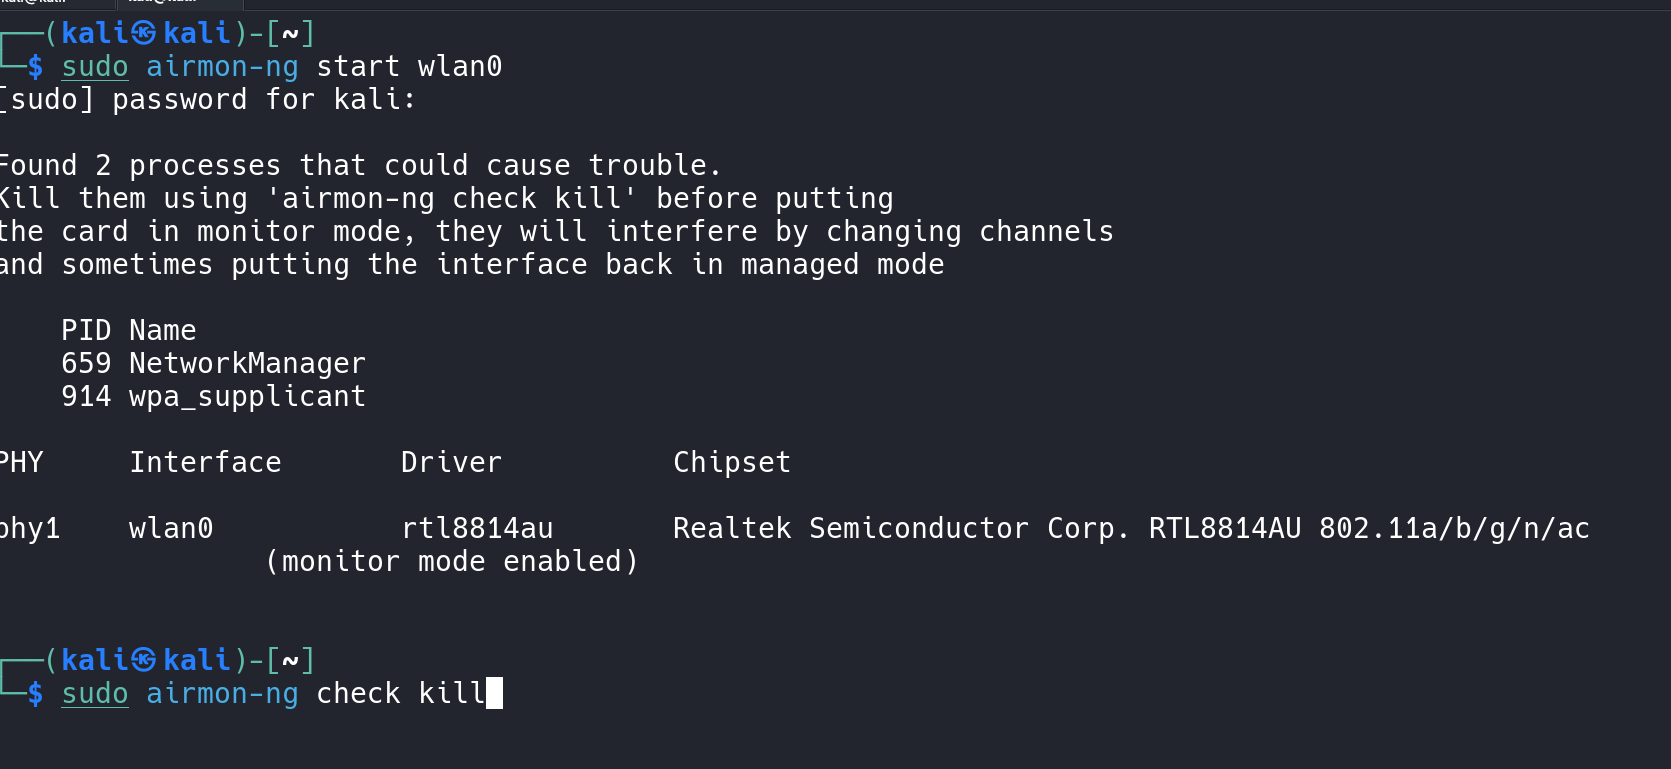 ┌──(kali㉿kali)-[~]
└─$ sudo airmon-ng start wlan0
[sudo] password for kali:
Found 2 processes that could cause trouble.
Kill them using 'airmon-ng check kill' before putting
the card in monitor mode, they will interfere by changing channels
and sometimes putting the interface back in managed mode
PID Name
659 NetworkManager
914 wpa_supplicant
PHY Interface Driver Chipset
phy1 wlan0 rtl8814au Realtek Semiconductor Corp. RTL8814AU 802.11a/b/g/n/ac
(monitor mode enabled)
┌──(kali㉿kali)-[~]
└─$ sudo airmon-ng check kill